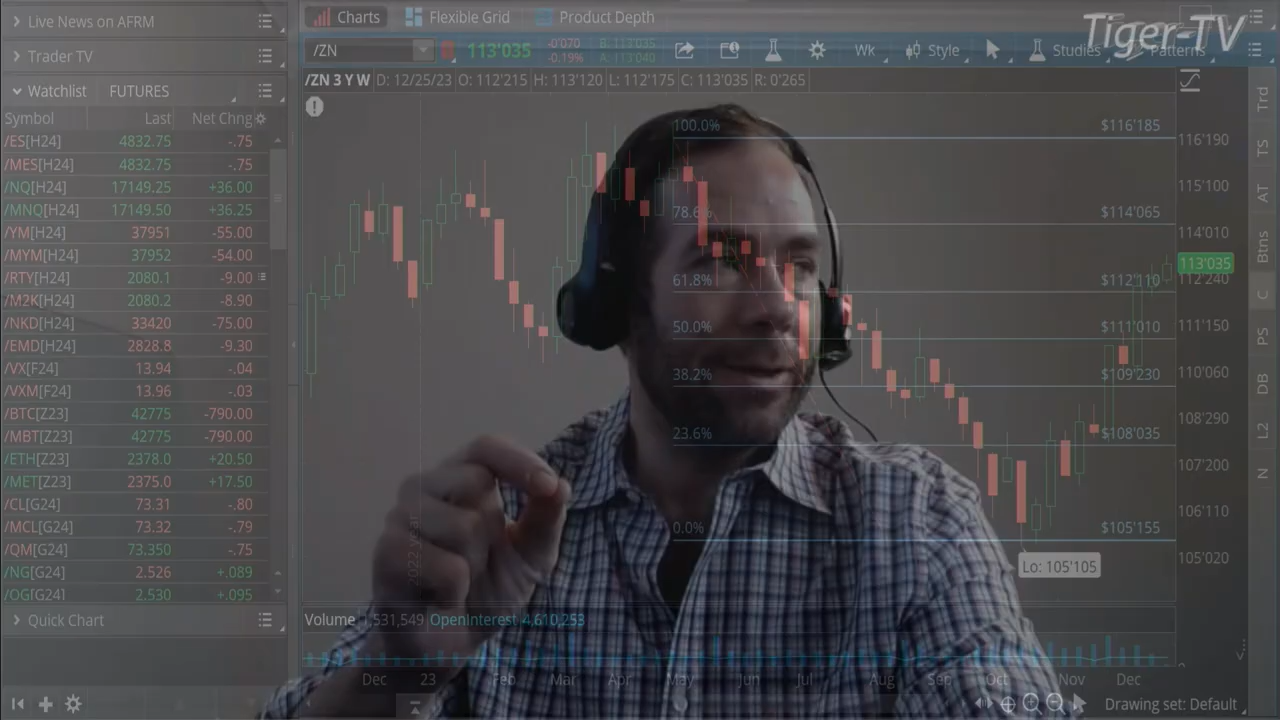 Live News on AFRM
Trader TV
Watchlist FUTURES
Symbol Last Net Chng
/ES[H24] 4832.75 -.75
/MES[H24] 4832.75 -.75
/NQ[H24] 17149.25 +36.00
/MNQ[H24] 17149.50 +36.25
/YM[H24] 37951 -55.00
/MYM[H24] 37952 -54.00
/RTY[H24] 2080.1 -9.00
/M2K[H24] 2080.2 -8.90
/NKD[H24] 33420 -75.00
/EMD[H24] 2828.8 -9.30
/VX[F24] 13.94 -.04
/VXM[F24] 13.96 -.03
/BTC[Z23] 42775 -790.00
/MBT[Z23] 42775 -790.00
/ETH[Z23] 2378.0 +20.50
/MET[Z23] 2375.0 +17.50
/CL[G24] 73.31 -.80
/MCL[G24] 73.32 -.79
/QM[G24] 73.350 -.75
/NG[G24] 2.526 +.089
/QG[G24] 2.530 +.095
Quick Chart
Charts Flexible Grid Product Depth
Tiger-TV
/ZN 113'035 -0'070 -0.19% B: 113'035 A: 113'040 Wk Style Studies Patterns
/ZN 3 Y W D: 12/25/23 O: 112'215 H: 113'120 L: 112'175 C: 113'035 R: 0'265
100.0% $116'185
78.6% $114'065
61.8% $112'110
50.0% $111'010
38.2% $109'230
23.6% $108'035
0.0% $105'155
Lo: 105'105
2022 year
116'190
115'100
114'010
113'035
112'240
111'150
110'060
108'290
107'200
106'110
105'020
Volume 1,531,549 OpenInterest 4,610,253
Dec 23 Feb Mar Apr May Jun Jul Aug Sep Oct Nov Dec
Drawing set: Default
Trd
TS
AT
Btns
C
PS
DB
L2
N